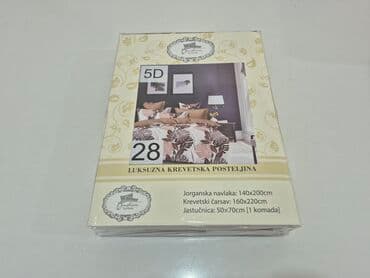 5D
28
LUKSUZNA KREVETSKA POSTELJINA
Jorganska navlaka: 140x200cm
Krevetski čaršav: 160x220cm
Jastučnica: 50x70cm [1 komada]